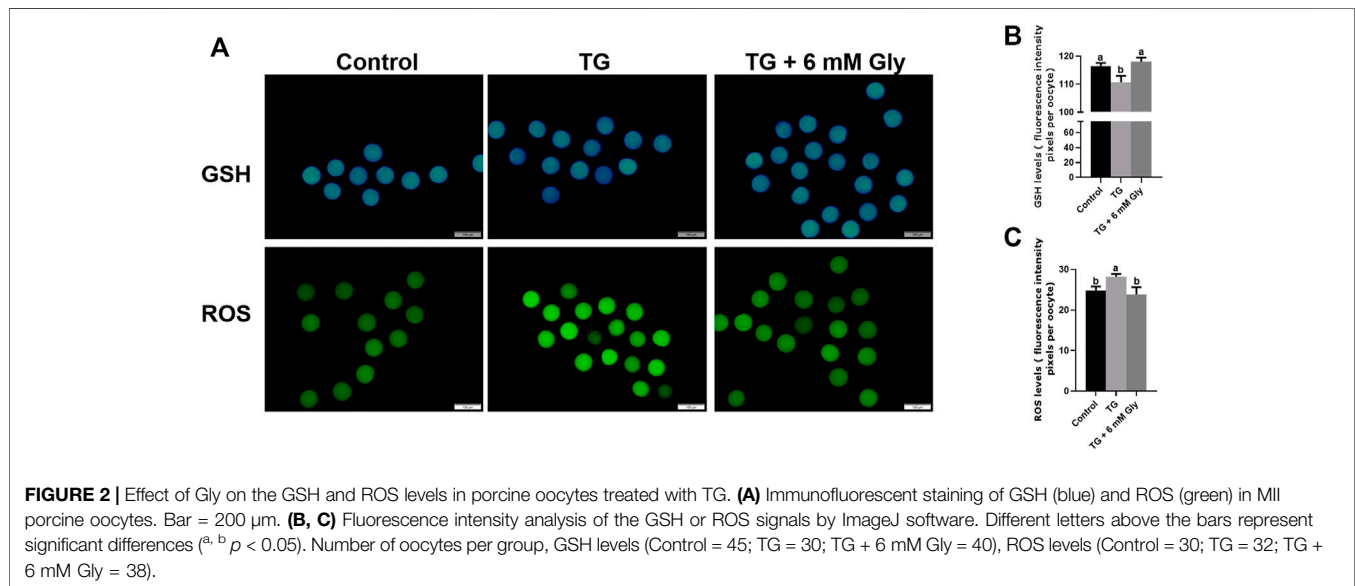 A
Control
TG
TG + 6 mM Gly
GSH
ROS
B
GSH levels ( fluorescence intensity
pixels per oocyte)
120
110
100
60
40
20
0
a
b
a
Control
TG
TG + 6 mM Gly
C
ROS levels ( fluorescence intensity
pixels per oocyte)
30
20
10
0
b
a
b
Control
TG
TG + 6 mM Gly
FIGURE 2 | Effect of Gly on the GSH and ROS levels in porcine oocytes treated with TG. (A) Immunofluorescent staining of GSH (blue) and ROS (green) in MII
porcine oocytes. Bar = 200 µm. (B, C) Fluorescence intensity analysis of the GSH or ROS signals by ImageJ software. Different letters above the bars represent
significant differences (a, b p < 0.05). Number of oocytes per group, GSH levels (Control = 45; TG = 30; TG + 6 mM Gly = 40), ROS levels (Control = 30; TG = 32; TG +
6 mM Gly = 38).